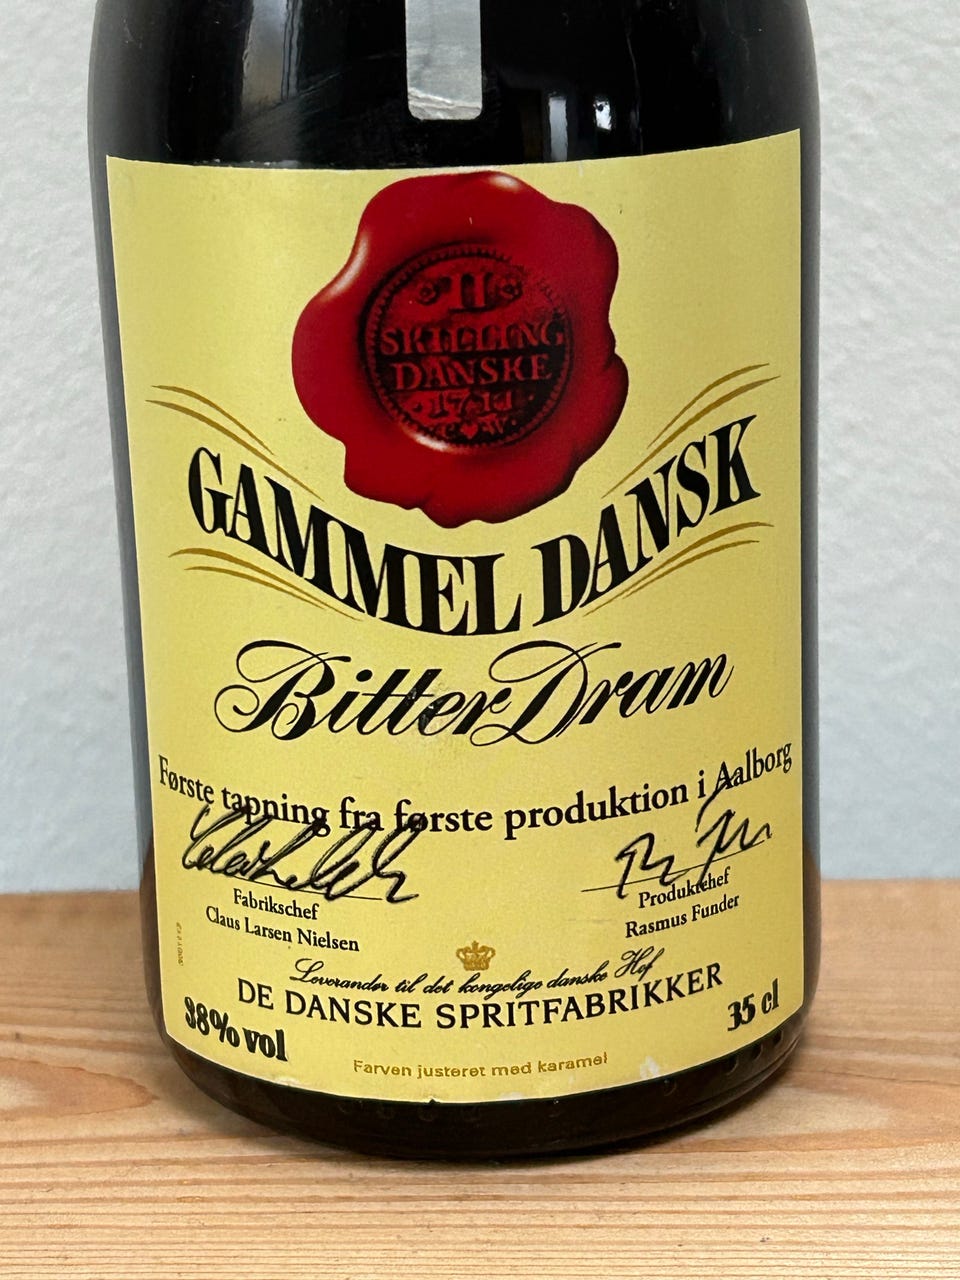 II
SKILLING
DANSKE
1711
GAMMEL DANSK
Bitter Dram
Første tapning fra første produktion i Aalborg
Fabrikschef
Claus Larsen Nielsen
Produktchef
Rasmus Funder
Leverandør til det kongelige danske Hof
DE DANSKE SPRITFABRIKKER
38% vol
35 cl
Farven justeret med karamel